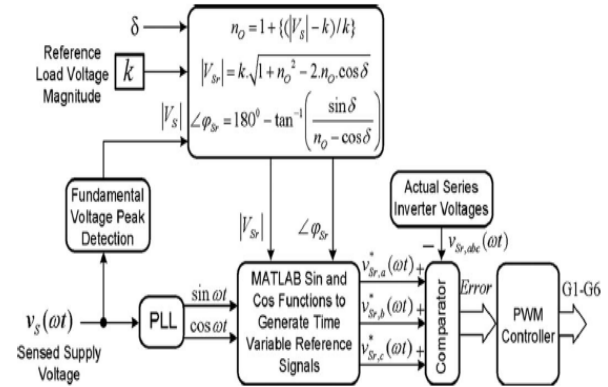 δ
Reference
Load Voltage
Magnitude
k
n_O = 1 + {(|V_S| − k) / k}
|V_Sr| = k.√(1 + n_O² − 2.n_O.cos δ)
∠φ_Sr = 180⁰ − tan⁻¹(sin δ / (n_O − cos δ))
|V_S|
Fundamental
Voltage Peak
Detection
|V_Sr|
∠φ_Sr
Actual Series
Inverter Voltages
− v_Sr,abc(ωt)
v_S(ωt)
Sensed Supply
Voltage
PLL
sin ωt
cos ωt
MATLAB Sin and
Cos Functions to
Generate Time
Variable Reference
Signals
v*_Sr,a(ωt) +
v*_Sr,b(ωt) +
v*_Sr,c(ωt) +
Comparator
Error
PWM
Controller
G1-G6